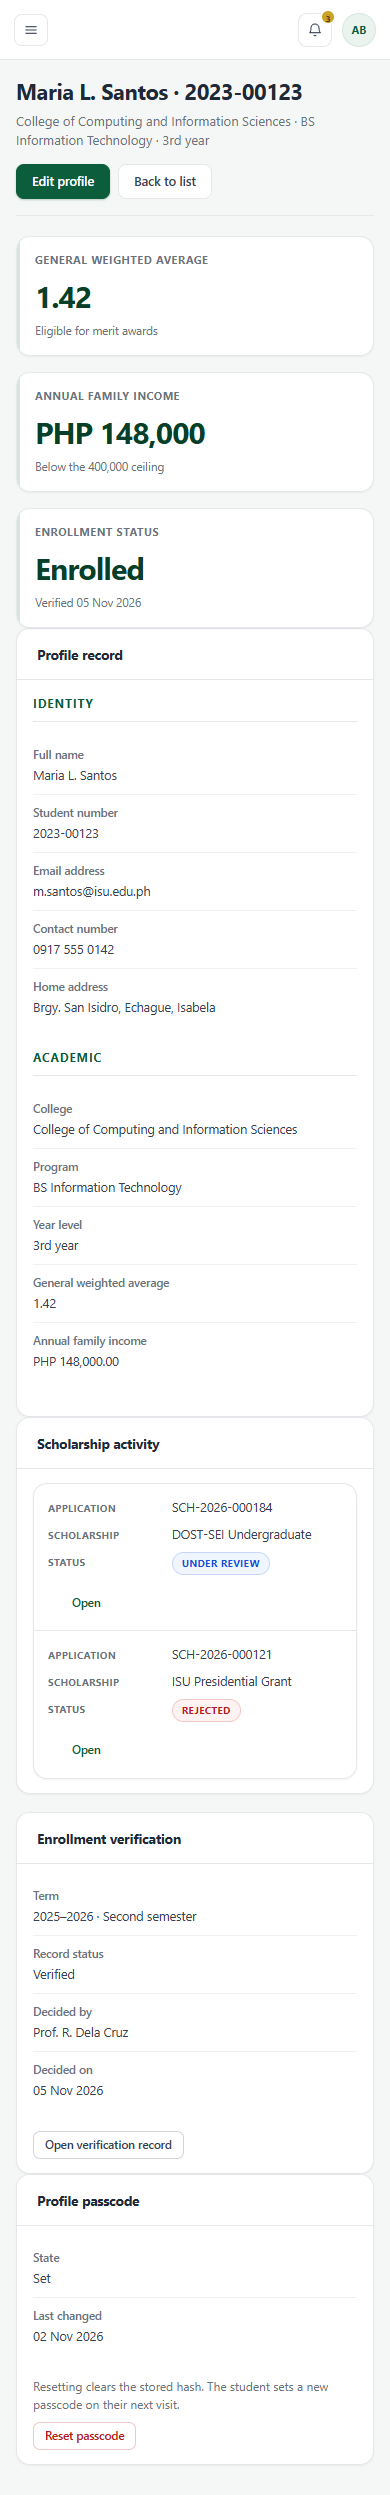 3
AB
Maria L. Santos · 2023-00123
College of Computing and Information Sciences · BS
Information Technology · 3rd year
Edit profile
Back to list
GENERAL WEIGHTED AVERAGE
1.42
Eligible for merit awards
ANNUAL FAMILY INCOME
PHP 148,000
Below the 400,000 ceiling
ENROLLMENT STATUS
Enrolled
Verified 05 Nov 2026
Profile record
IDENTITY
Full name
Maria L. Santos
Student number
2023-00123
Email address
m.santos@isu.edu.ph
Contact number
0917 555 0142
Home address
Brgy. San Isidro, Echague, Isabela
ACADEMIC
College
College of Computing and Information Sciences
Program
BS Information Technology
Year level
3rd year
General weighted average
1.42
Annual family income
PHP 148,000.00
Scholarship activity
APPLICATION SCH-2026-000184
SCHOLARSHIP DOST-SEI Undergraduate
STATUS UNDER REVIEW
Open
APPLICATION SCH-2026-000121
SCHOLARSHIP ISU Presidential Grant
STATUS REJECTED
Open
Enrollment verification
Term
2025–2026 · Second semester
Record status
Verified
Decided by
Prof. R. Dela Cruz
Decided on
05 Nov 2026
Open verification record
Profile passcode
State
Set
Last changed
02 Nov 2026
Resetting clears the stored hash. The student sets a new
passcode on their next visit.
Reset passcode